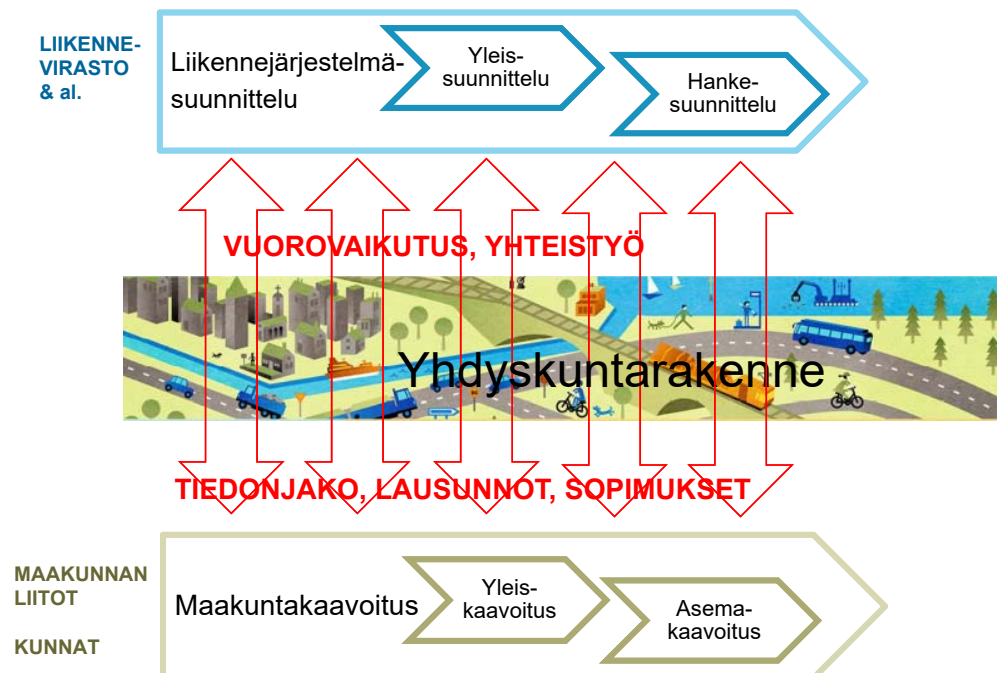 LIIKENNE-
VIRASTO
& al.
Liikennejärjestelmä-
suunnittelu
Yleis-
suunnittelu
Hanke-
suunnittelu
VUOROVAIKUTUS, YHTEISTYÖ
Yhdyskuntarakenne
TIEDONJAKO, LAUSUNNOT, SOPIMUKSET
MAAKUNNAN
LIITOT
KUNNAT
Maakuntakaavoitus
Yleis-
kaavoitus
Asema-
kaavoitus